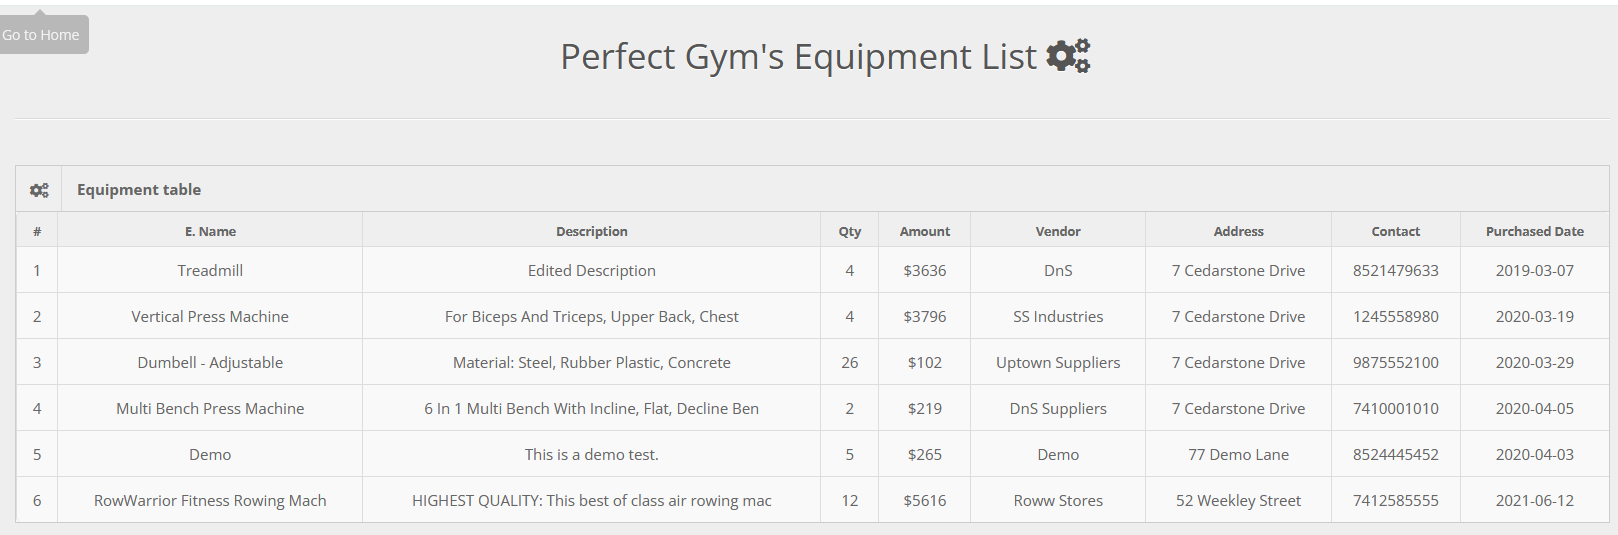 Go to Home
Perfect Gym's Equipment List
Equipment table
# E. Name Description Qty Amount Vendor Address Contact Purchased Date
1 Treadmill Edited Description 4 $3636 DnS 7 Cedarstone Drive 8521479633 2019-03-07
2 Vertical Press Machine For Biceps And Triceps, Upper Back, Chest 4 $3796 SS Industries 7 Cedarstone Drive 1245558980 2020-03-19
3 Dumbell - Adjustable Material: Steel, Rubber Plastic, Concrete 26 $102 Uptown Suppliers 7 Cedarstone Drive 9875552100 2020-03-29
4 Multi Bench Press Machine 6 In 1 Multi Bench With Incline, Flat, Decline Ben 2 $219 DnS Suppliers 7 Cedarstone Drive 7410001010 2020-04-05
5 Demo This is a demo test. 5 $265 Demo 77 Demo Lane 8524445452 2020-04-03
6 RowWarrior Fitness Rowing Mach HIGHEST QUALITY: This best of class air rowing mac 12 $5616 Roww Stores 52 Weekley Street 7412585555 2021-06-12